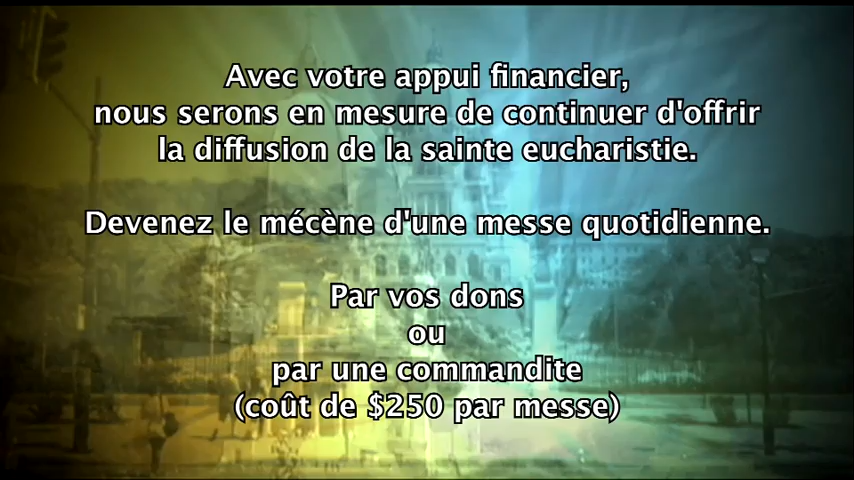 Avec votre appui financier,
nous serons en mesure de continuer d'offrir
la diffusion de la sainte eucharistie.
Devenez le mécène d'une messe quotidienne.
Par vos dons
ou
par une commandite
(coût de $250 par messe)